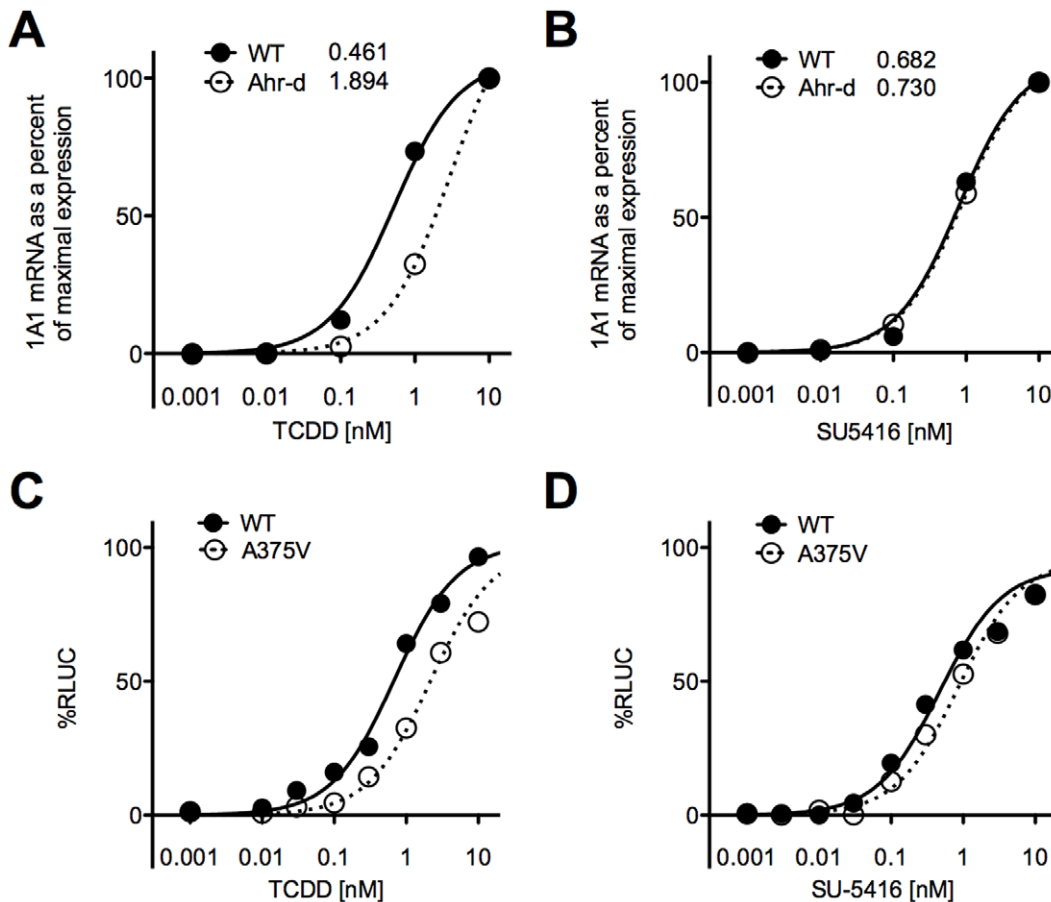 A
WT 0.461
Ahr-d 1.894
1A1 mRNA as a percent
of maximal expression
100
50
0
0.001 0.01 0.1 1 10
TCDD [nM]
B
WT 0.682
Ahr-d 0.730
1A1 mRNA as a percent
of maximal expression
100
50
0
0.001 0.01 0.1 1 10
SU5416 [nM]
C
WT
A375V
%RLUC
100
50
0
0.001 0.01 0.1 1 10
TCDD [nM]
D
WT
A375V
%RLUC
100
50
0
0.001 0.01 0.1 1 10
SU-5416 [nM]